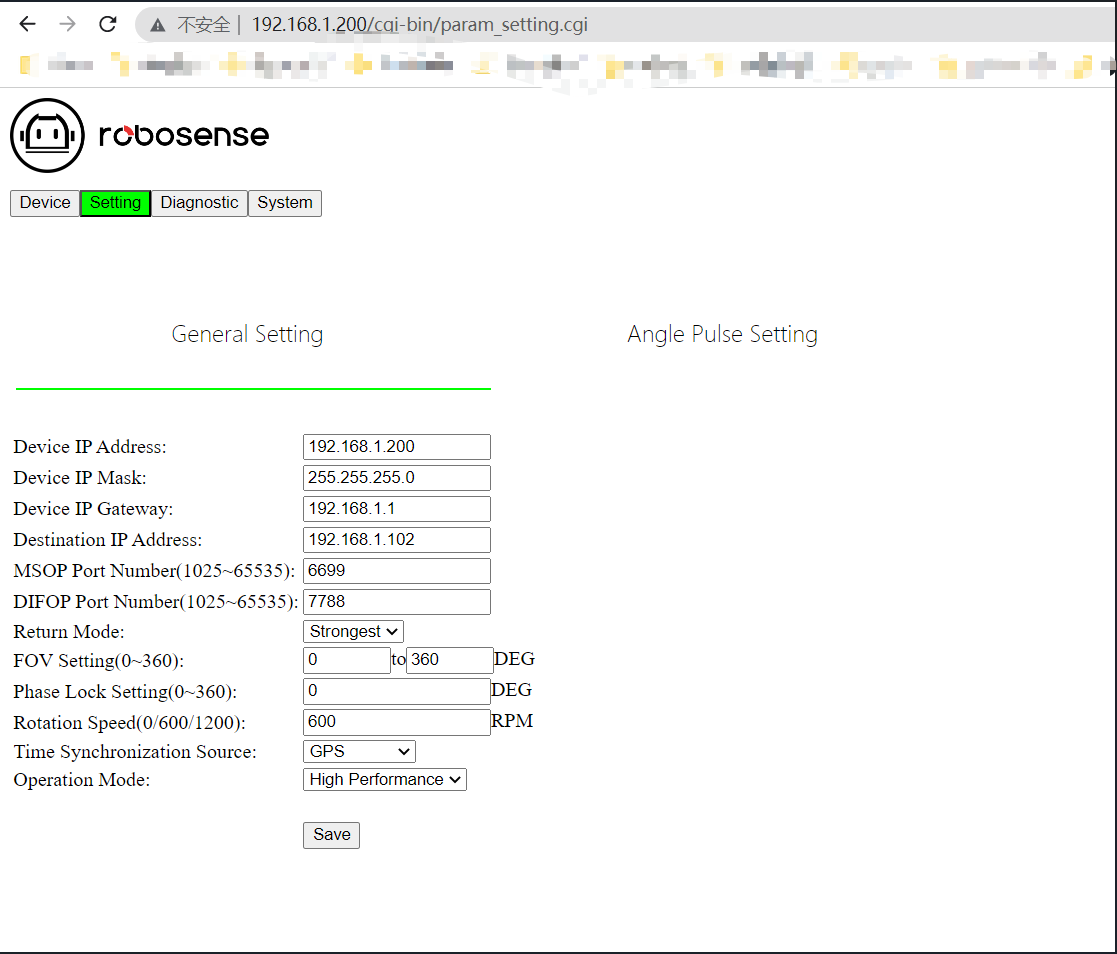 不安全 | 192.168.1.200/cgi-bin/param_setting.cgi
robosense
Device Setting Diagnostic System
General Setting Angle Pulse Setting
Device IP Address: 192.168.1.200
Device IP Mask: 255.255.255.0
Device IP Gateway: 192.168.1.1
Destination IP Address: 192.168.1.102
MSOP Port Number(1025~65535): 6699
DIFOP Port Number(1025~65535): 7788
Return Mode: Strongest
FOV Setting(0~360): 0 to 360 DEG
Phase Lock Setting(0~360): 0 DEG
Rotation Speed(0/600/1200): 600 RPM
Time Synchronization Source: GPS
Operation Mode: High Performance
Save